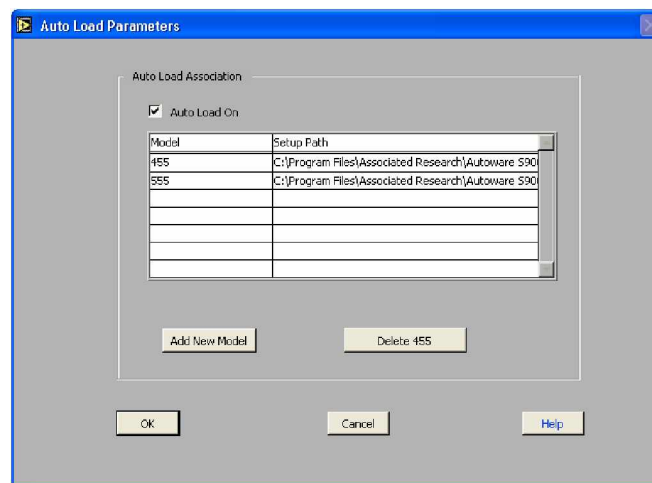 Auto Load Parameters
Auto Load Association
Auto Load On
Model Setup Path
455 C:\Program Files\Associated Research\Autoware S90
555 C:\Program Files\Associated Research\Autoware S90
Add New Model Delete 455
OK Cancel Help